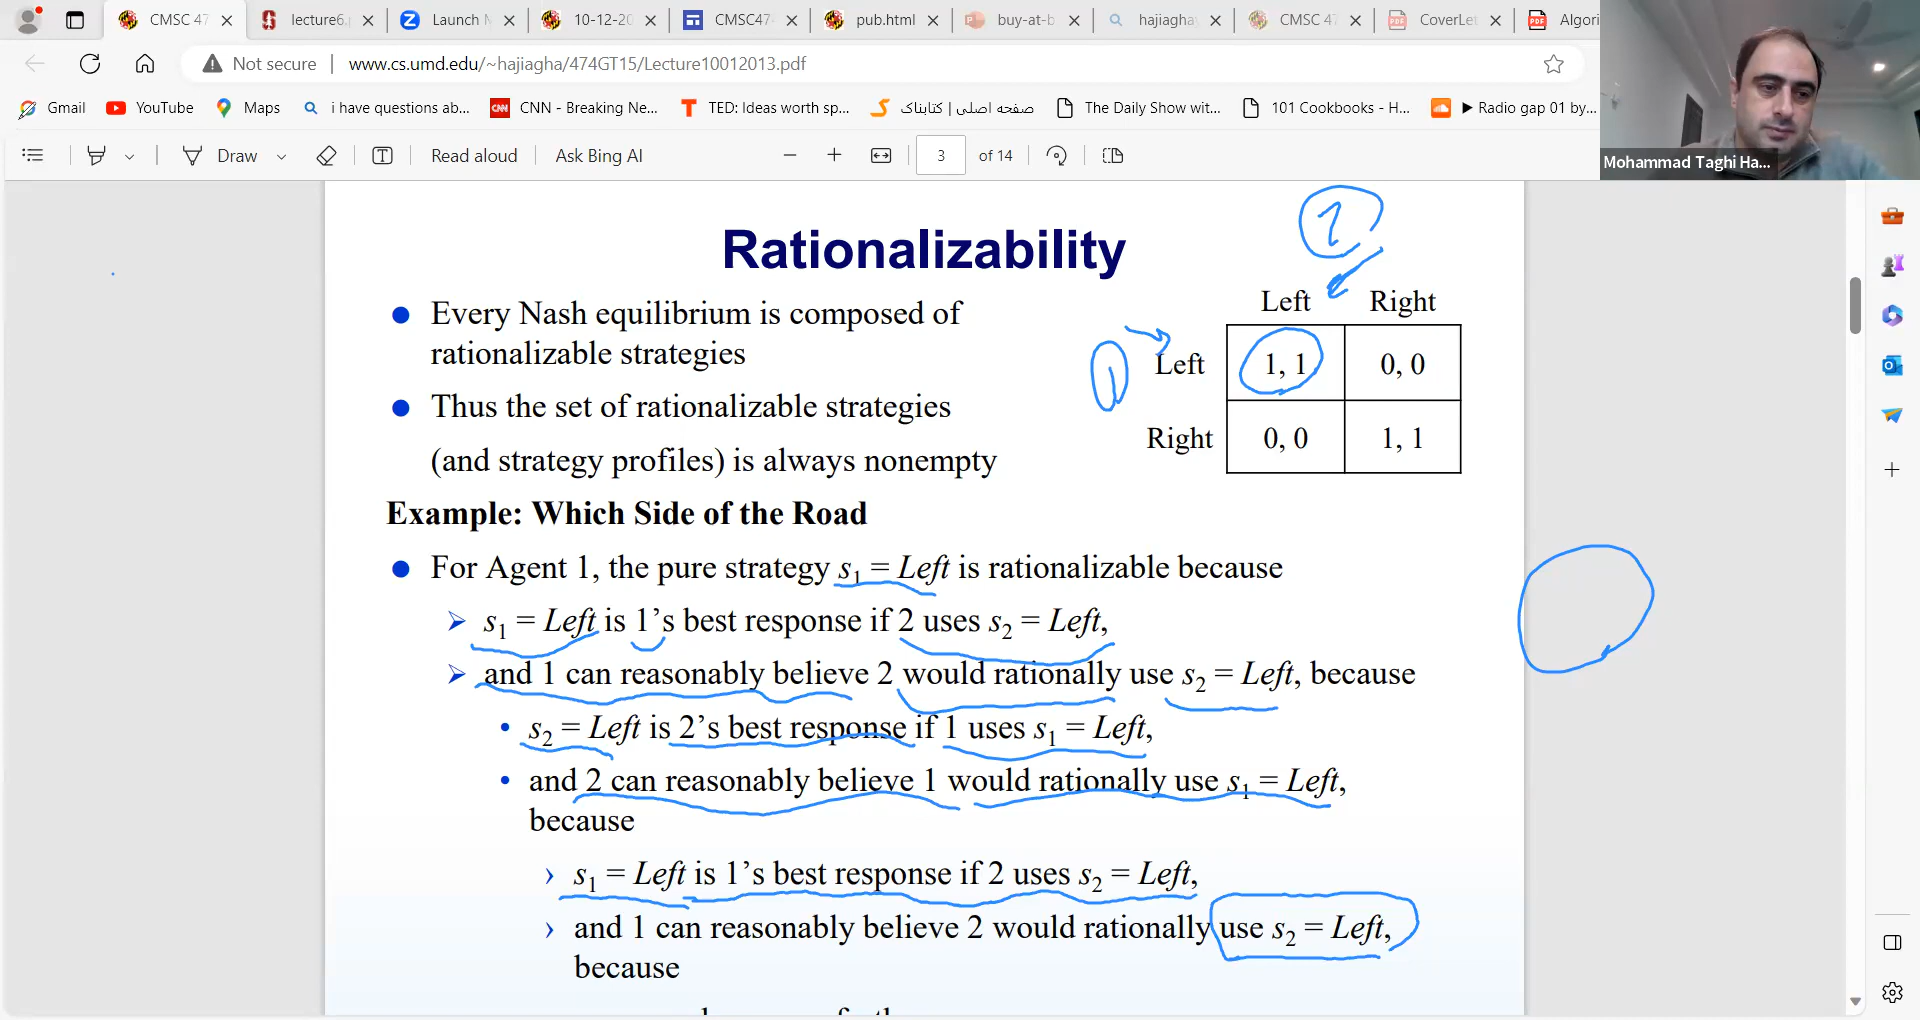 CMSC 47
lecture6.
Launch M
10-12-20
CMSC47
pub.html
buy-at-b
hajiagha
CMSC 47
CoverLet
Algori
Not secure
www.cs.umd.edu/~hajiagha/474GT15/Lecture10012013.pdf
Gmail
YouTube
Maps
i have questions ab...
CNN - Breaking Ne...
TED: Ideas worth sp...
صفحه اصلی | کتابناک
The Daily Show wit...
101 Cookbooks - H...
▶ Radio gap 01 by...
Draw
Read aloud
Ask Bing AI
3
of 14
Mohammad Taghi Ha...
Rationalizability
● Every Nash equilibrium is composed of
rationalizable strategies
● Thus the set of rationalizable strategies
(and strategy profiles) is always nonempty
Left Right
Left 1, 1 0, 0
Right 0, 0 1, 1
1
Example: Which Side of the Road
● For Agent 1, the pure strategy s₁ = Left is rationalizable because
➢ s₁ = Left is 1’s best response if 2 uses s₂ = Left,
➢ and 1 can reasonably believe 2 would rationally use s₂ = Left, because
• s₂ = Left is 2’s best response if 1 uses s₁ = Left,
• and 2 can reasonably believe 1 would rationally use s₁ = Left,
because
› s₁ = Left is 1’s best response if 2 uses s₂ = Left,
› and 1 can reasonably believe 2 would rationally use s₂ = Left,
because